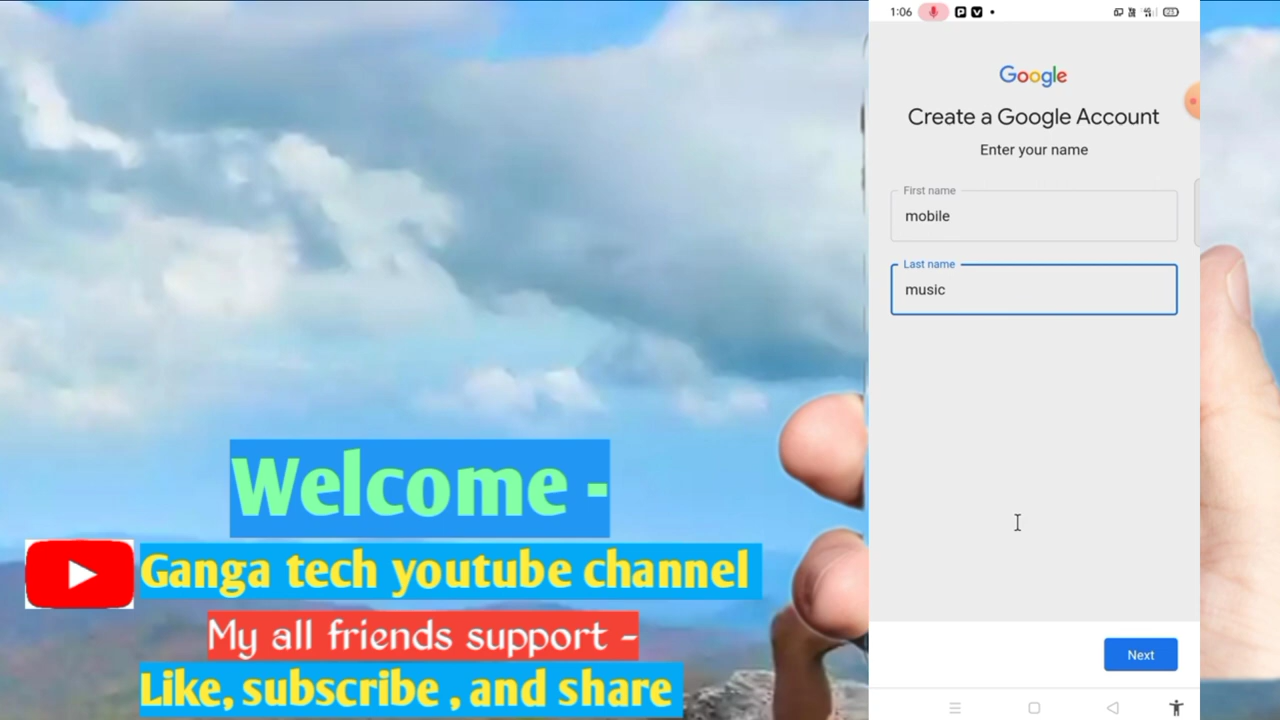 1:06
Google
Create a Google Account
Enter your name
First name
mobile
Last name
music
Next
Welcome -
Ganga tech youtube channel
My all friends support -
Like, subscribe , and share